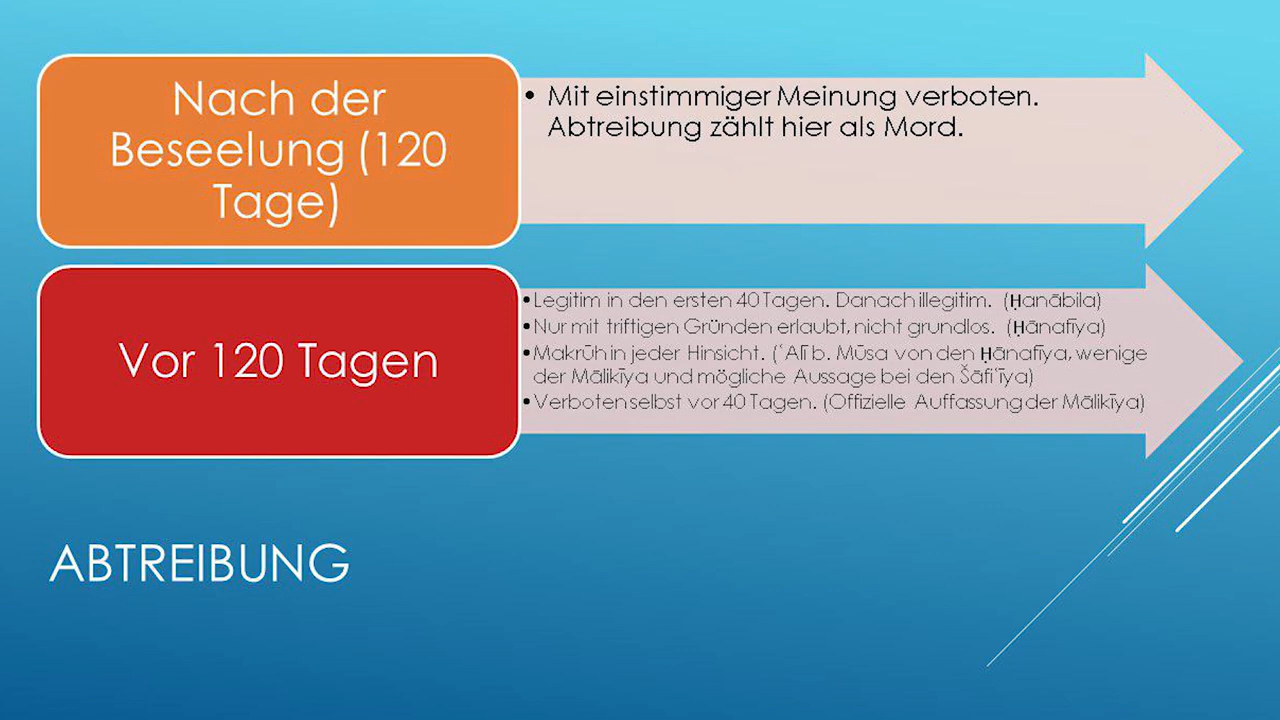 Nach der
Beseelung (120
Tage)
• Mit einstimmiger Meinung verboten.
Abtreibung zählt hier als Mord.
Vor 120 Tagen
• Legitim in den ersten 40 Tagen. Danach illegitim. (Ḥanābila)
• Nur mit triftigen Gründen erlaubt, nicht grundlos. (Ḥānafīya)
• Makrūh in jeder Hinsicht. (ʿAlī b. Mūsa von den Ḥānafīya, wenige
der Mālikīya und mögliche Aussage bei den Šāfiʿīya)
• Verboten selbst vor 40 Tagen. (Offizielle Auffassung der Mālikīya)
ABTREIBUNG